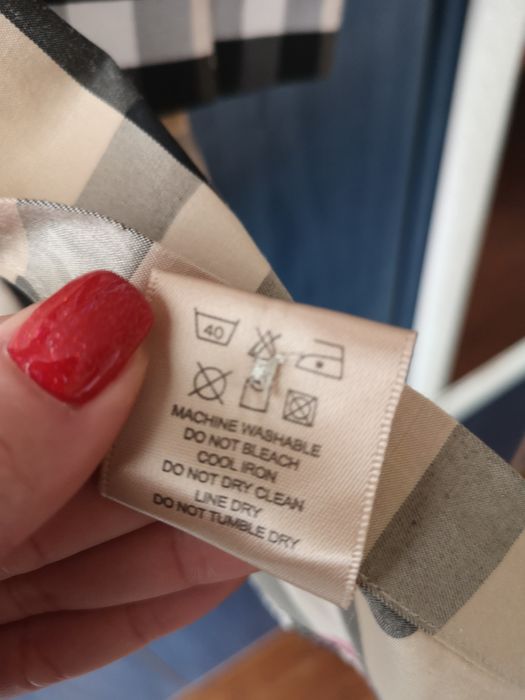 40
MACHINE WASHABLE
DO NOT BLEACH
COOL IRON
DO NOT DRY CLEAN
LINE DRY
DO NOT TUMBLE DRY